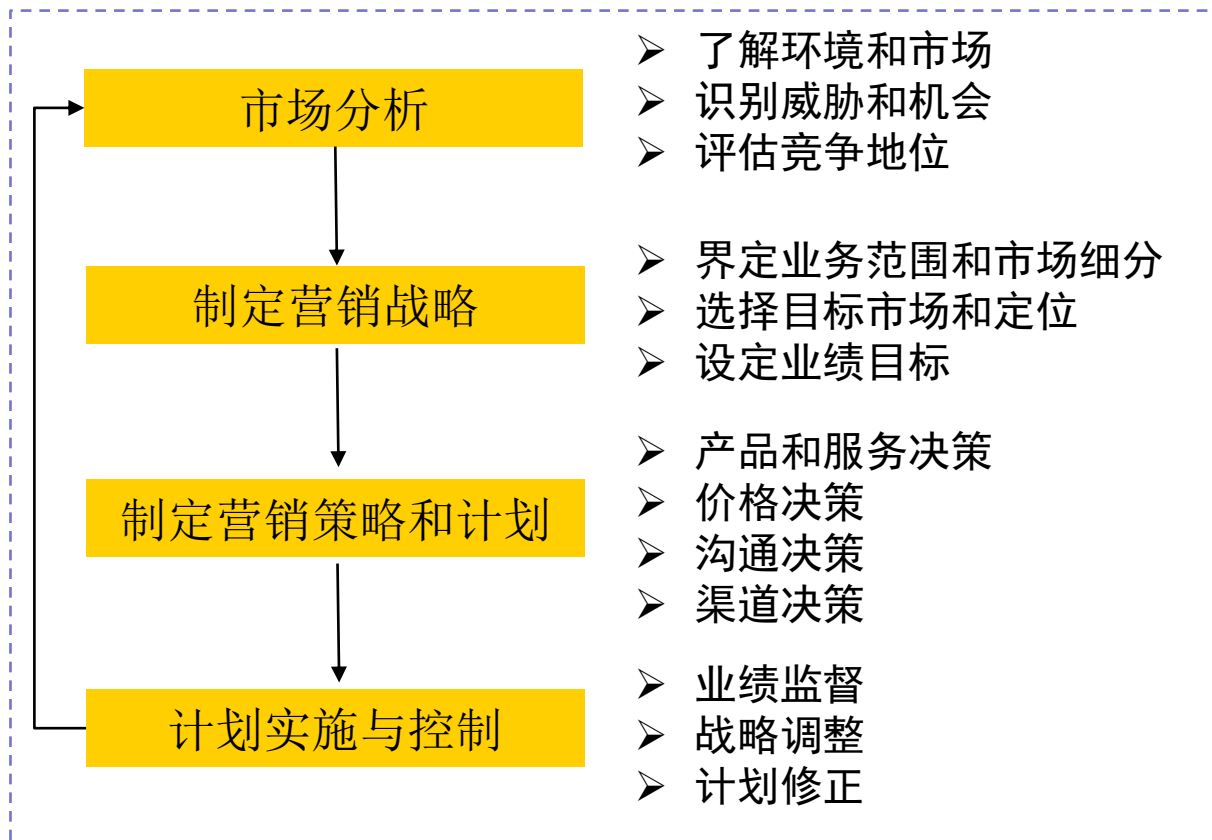 市场分析
➢ 了解环境和市场
➢ 识别威胁和机会
➢ 评估竞争地位
制定营销战略
➢ 界定业务范围和市场细分
➢ 选择目标市场和定位
➢ 设定业绩目标
制定营销策略和计划
➢ 产品和服务决策
➢ 价格决策
➢ 沟通决策
➢ 渠道决策
计划实施与控制
➢ 业绩监督
➢ 战略调整
➢ 计划修正